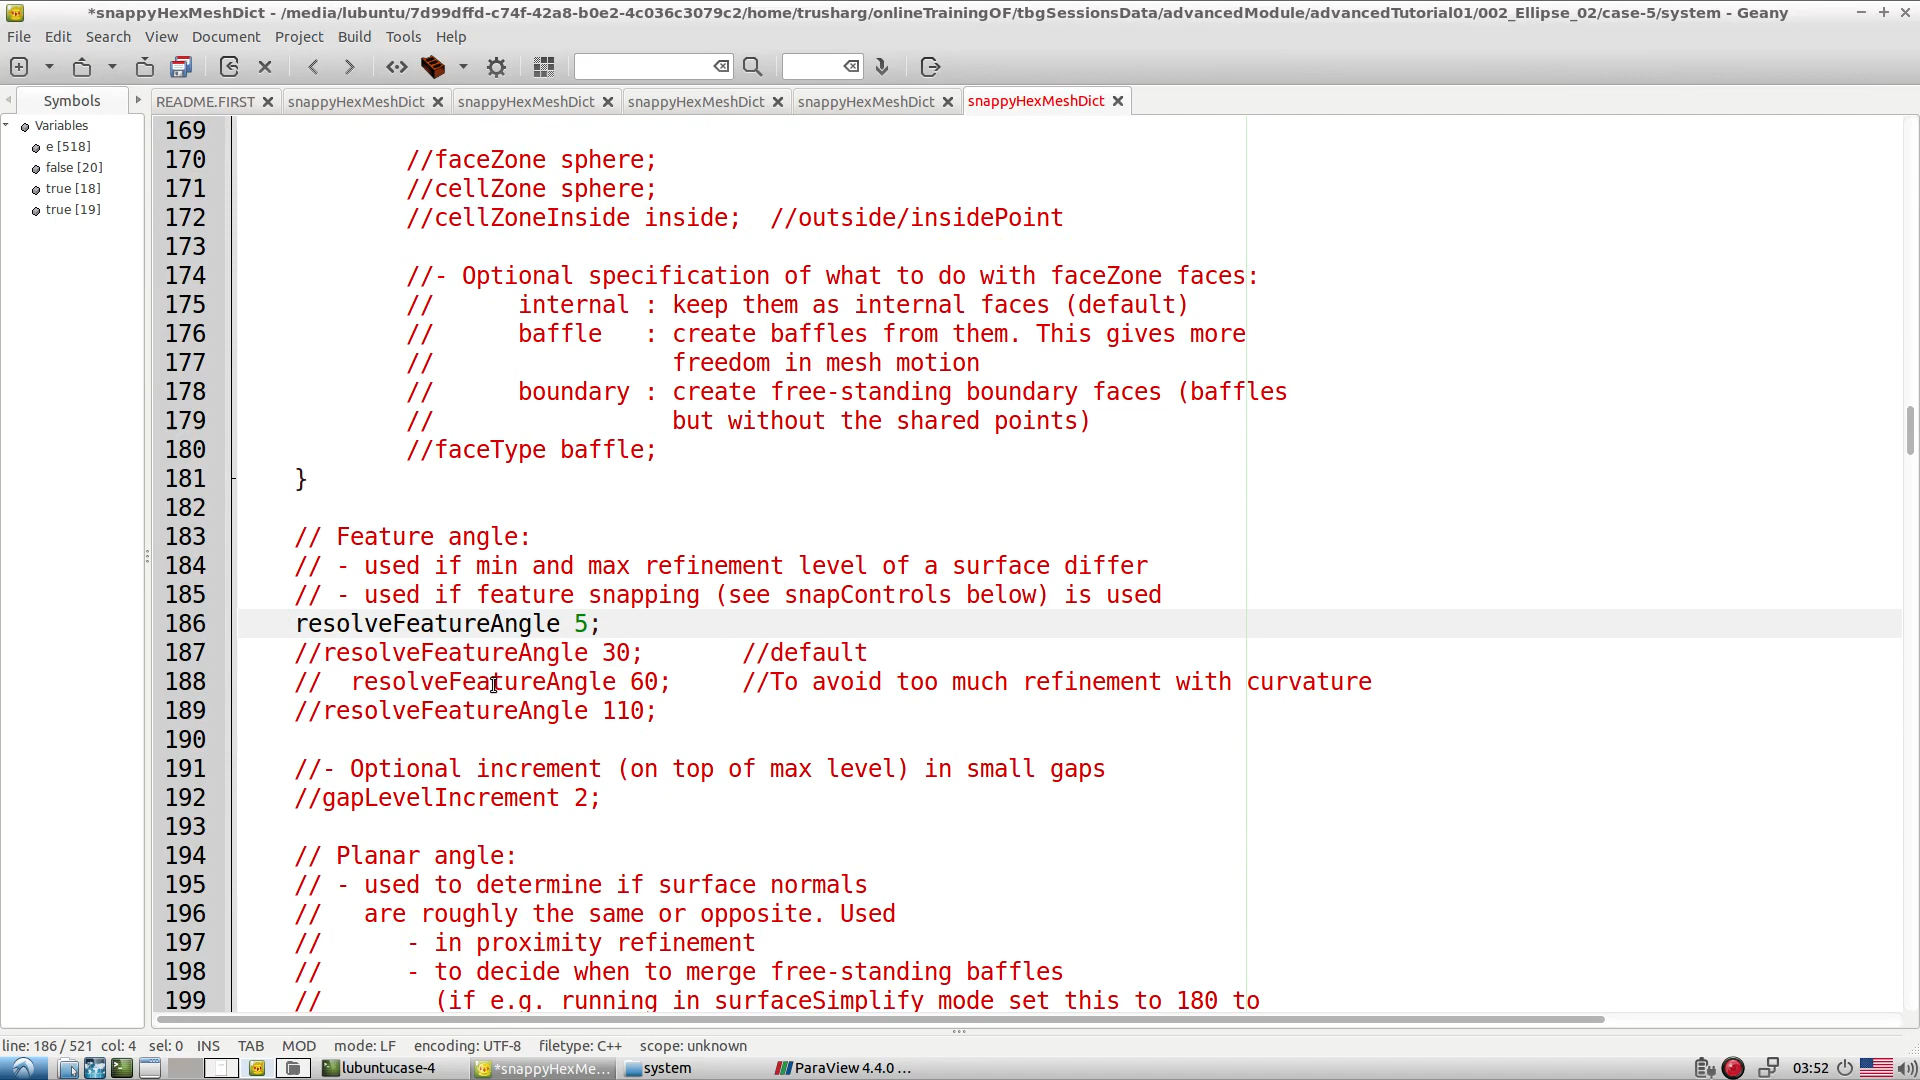 *snappyHexMeshDict - /media/lubuntu/7d99dffd-c74f-42a8-b0e2-4c036c3079c2/home/trusharg/onlineTrainingOF/tbgSessionsData/advancedModule/advancedTutorial01/002_Ellipse_02/case-5/system - Geany
File Edit Search View Document Project Build Tools Help
Symbols README.FIRST snappyHexMeshDict snappyHexMeshDict snappyHexMeshDict snappyHexMeshDict snappyHexMeshDict
Variables
e [518]
false [20]
true [18]
true [19]
169
170 //faceZone sphere;
171 //cellZone sphere;
172 //cellZoneInside inside; //outside/insidePoint
173
174 //- Optional specification of what to do with faceZone faces:
175 // internal : keep them as internal faces (default)
176 // baffle : create baffles from them. This gives more
177 // freedom in mesh motion
178 // boundary : create free-standing boundary faces (baffles
179 // but without the shared points)
180 //faceType baffle;
181 }
182
183 // Feature angle:
184 // - used if min and max refinement level of a surface differ
185 // - used if feature snapping (see snapControls below) is used
186 resolveFeatureAngle 5;
187 //resolveFeatureAngle 30; //default
188 // resolveFeatureAngle 60; //To avoid too much refinement with curvature
189 //resolveFeatureAngle 110;
190
191 //- Optional increment (on top of max level) in small gaps
192 //gapLevelIncrement 2;
193
194 // Planar angle:
195 // - used to determine if surface normals
196 // are roughly the same or opposite. Used
197 // - in proximity refinement
198 // - to decide when to merge free-standing baffles
199 // (if e.g. running in surfaceSimplify mode set this to 180 to
line: 186 / 521 col: 4 sel: 0 INS TAB MOD mode: LF encoding: UTF-8 filetype: C++ scope: unknown
lubuntucase-4 *snappyHexMe... system ParaView 4.4.0 ... 03:52